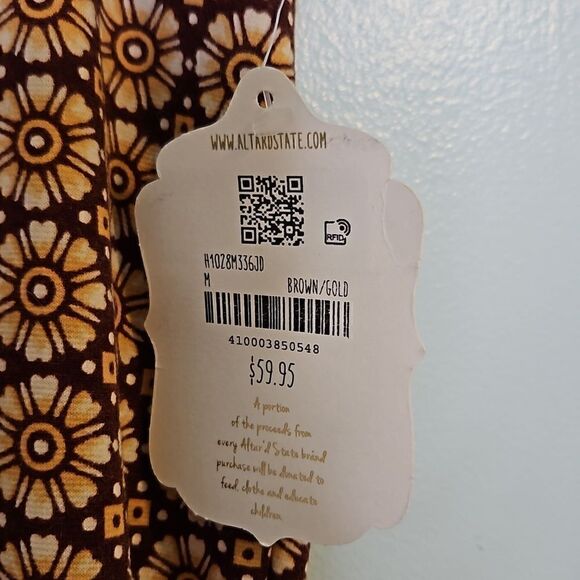 WWW.ALTARDSTATE.COM
RFID
H1028M336JD
M BROWN/GOLD
410003850548
$59.95
A portion
of the proceeds from
every Altar'd State brand
purchase will be donated to
feed, clothe and educate
children.